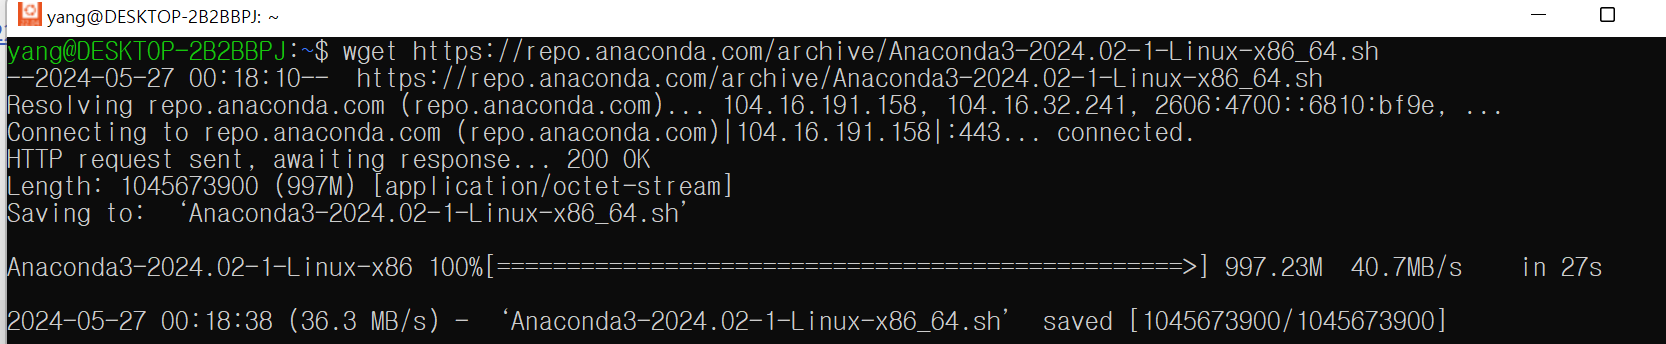 yang@DESKTOP-2B2BBPJ: ~
yang@DESKTOP-2B2BBPJ:~$ wget https://repo.anaconda.com/archive/Anaconda3-2024.02-1-Linux-x86_64.sh
--2024-05-27 00:18:10--  https://repo.anaconda.com/archive/Anaconda3-2024.02-1-Linux-x86_64.sh
Resolving repo.anaconda.com (repo.anaconda.com)... 104.16.191.158, 104.16.32.241, 2606:4700::6810:bf9e, ...
Connecting to repo.anaconda.com (repo.anaconda.com)|104.16.191.158|:443... connected.
HTTP request sent, awaiting response... 200 OK
Length: 1045673900 (997M) [application/octet-stream]
Saving to: ‘Anaconda3-2024.02-1-Linux-x86_64.sh’
Anaconda3-2024.02-1-Linux-x86 100%[=================================================>] 997.23M  40.7MB/s    in 27s
2024-05-27 00:18:38 (36.3 MB/s) - ‘Anaconda3-2024.02-1-Linux-x86_64.sh’ saved [1045673900/1045673900]